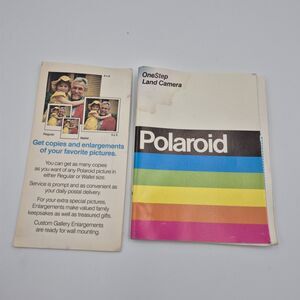 Regular
Wallet
Get copies and enlargements
of your favorite pictures.
You can get as many copies
as you want of any Polaroid picture in
either Regular or Wallet size.
Service is prompt and as convenient as
your daily postal delivery.
For your extra special pictures,
Enlargements make valued family
keepsakes as well as treasured gifts.
Custom Gallery Enlargements
are ready for wall mounting.
OneStep
Land Camera
Polaroid